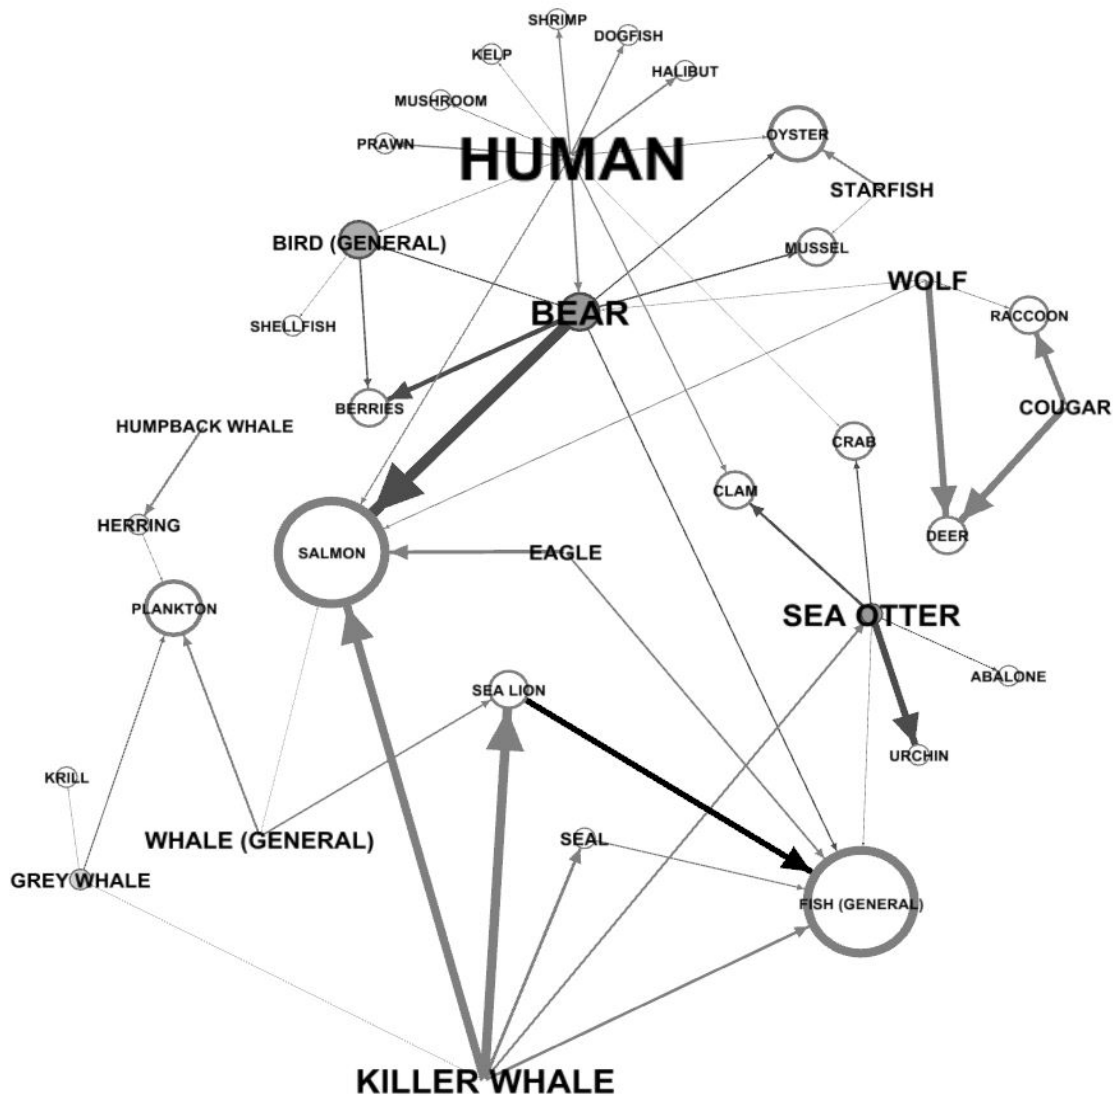 SHRIMP
DOGFISH
KELP
HALIBUT
MUSHROOM
OYSTER
PRAWN
HUMAN
STARFISH
BIRD (GENERAL)
MUSSEL
WOLF
BEAR
RACCOON
SHELLFISH
BERRIES
COUGAR
HUMPBACK WHALE
CRAB
CLAM
HERRING
DEER
SALMON
EAGLE
PLANKTON
SEA OTTER
ABALONE
SEA LION
URCHIN
KRILL
WHALE (GENERAL)
SEAL
GREY WHALE
FISH (GENERAL)
KILLER WHALE